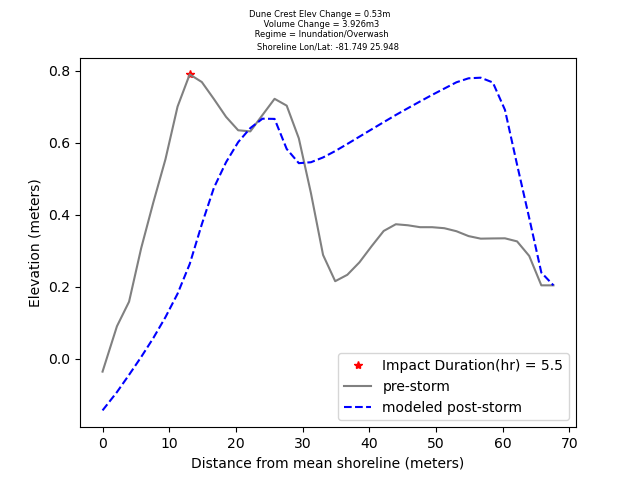 Dune Crest Elev Change = 0.53m
Volume Change = 3.926m3
Regime = Inundation/Overwash
Shoreline Lon/Lat: -81.749 25.948
0.8
0.6
0.4
0.2
0.0
Elevation (meters)
Impact Duration(hr) = 5.5
pre-storm
modeled post-storm
0 10 20 30 40 50 60 70
Distance from mean shoreline (meters)